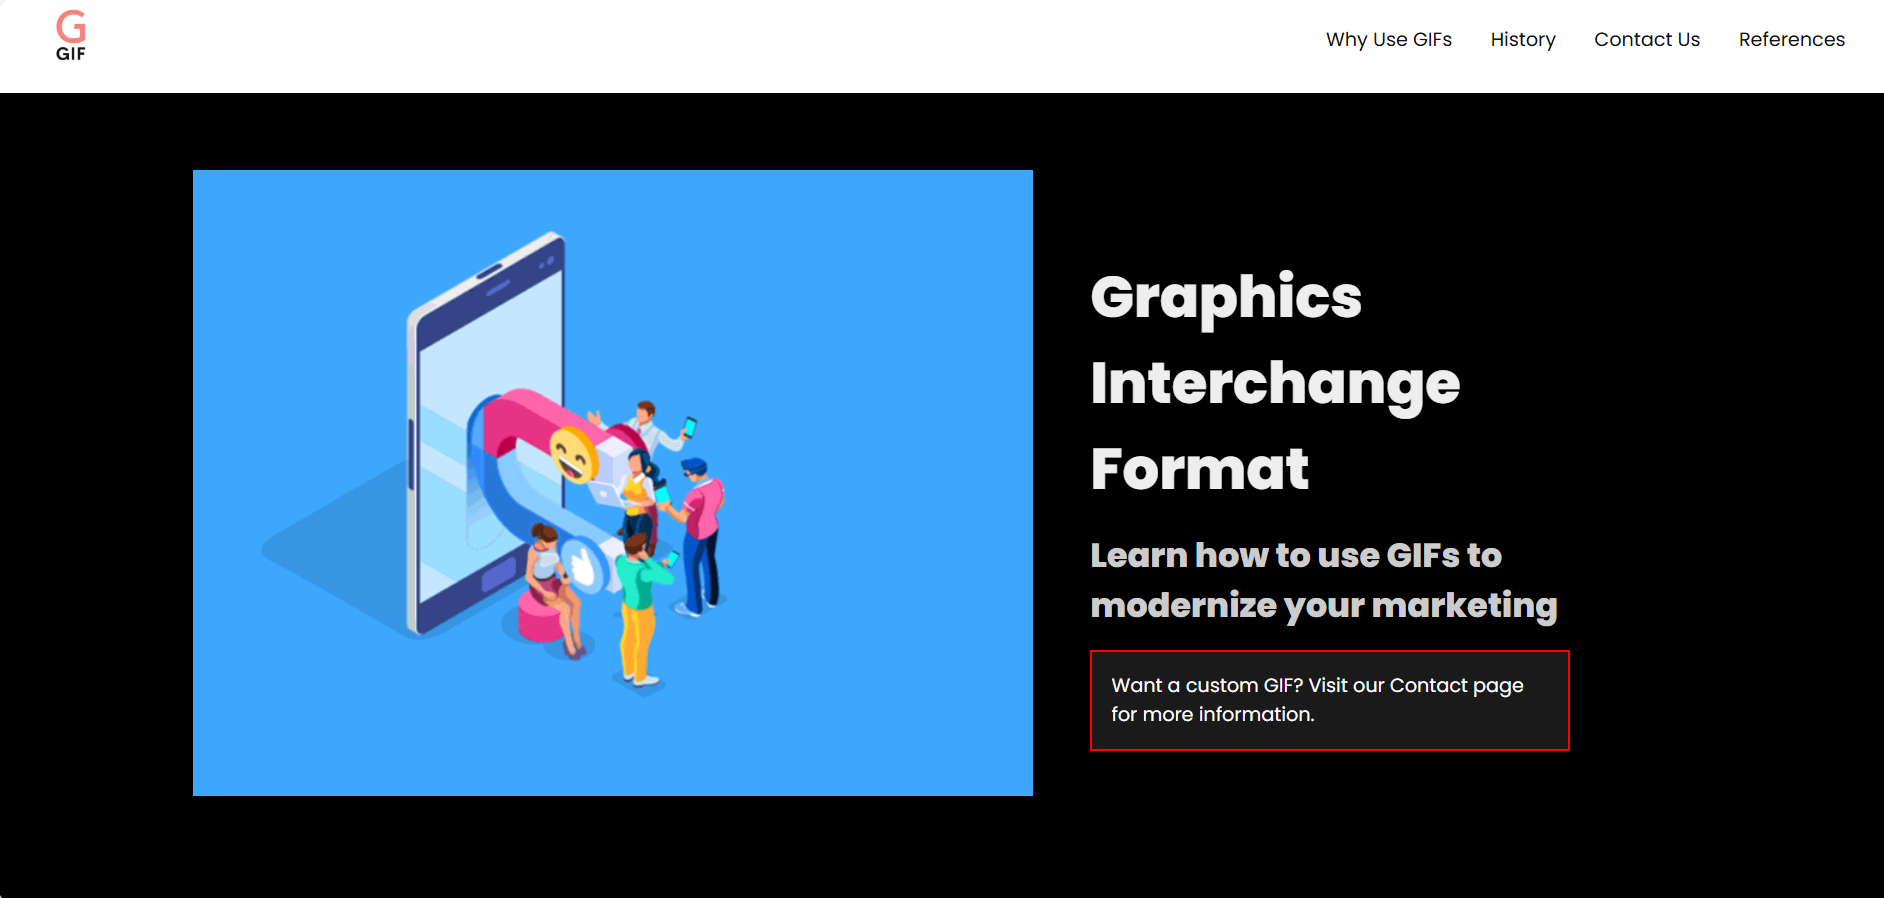 G
GIF
Why Use GIFs History Contact Us References
Graphics
Interchange
Format
Learn how to use GIFs to
modernize your marketing
Want a custom GIF? Visit our Contact page
for more information.